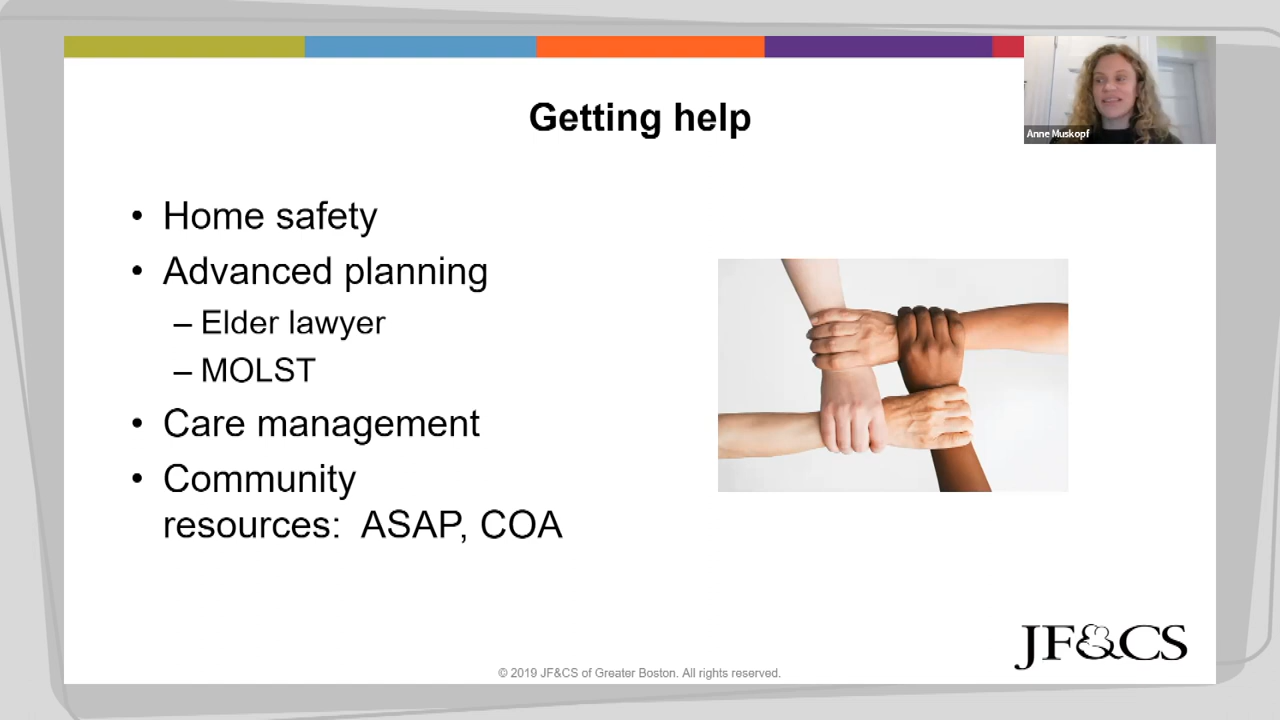 Getting help
Anne Muskopf
• Home safety
• Advanced planning
– Elder lawyer
– MOLST
• Care management
• Community
resources:  ASAP, COA
JF&CS
© 2019 JF&CS of Greater Boston. All rights reserved.